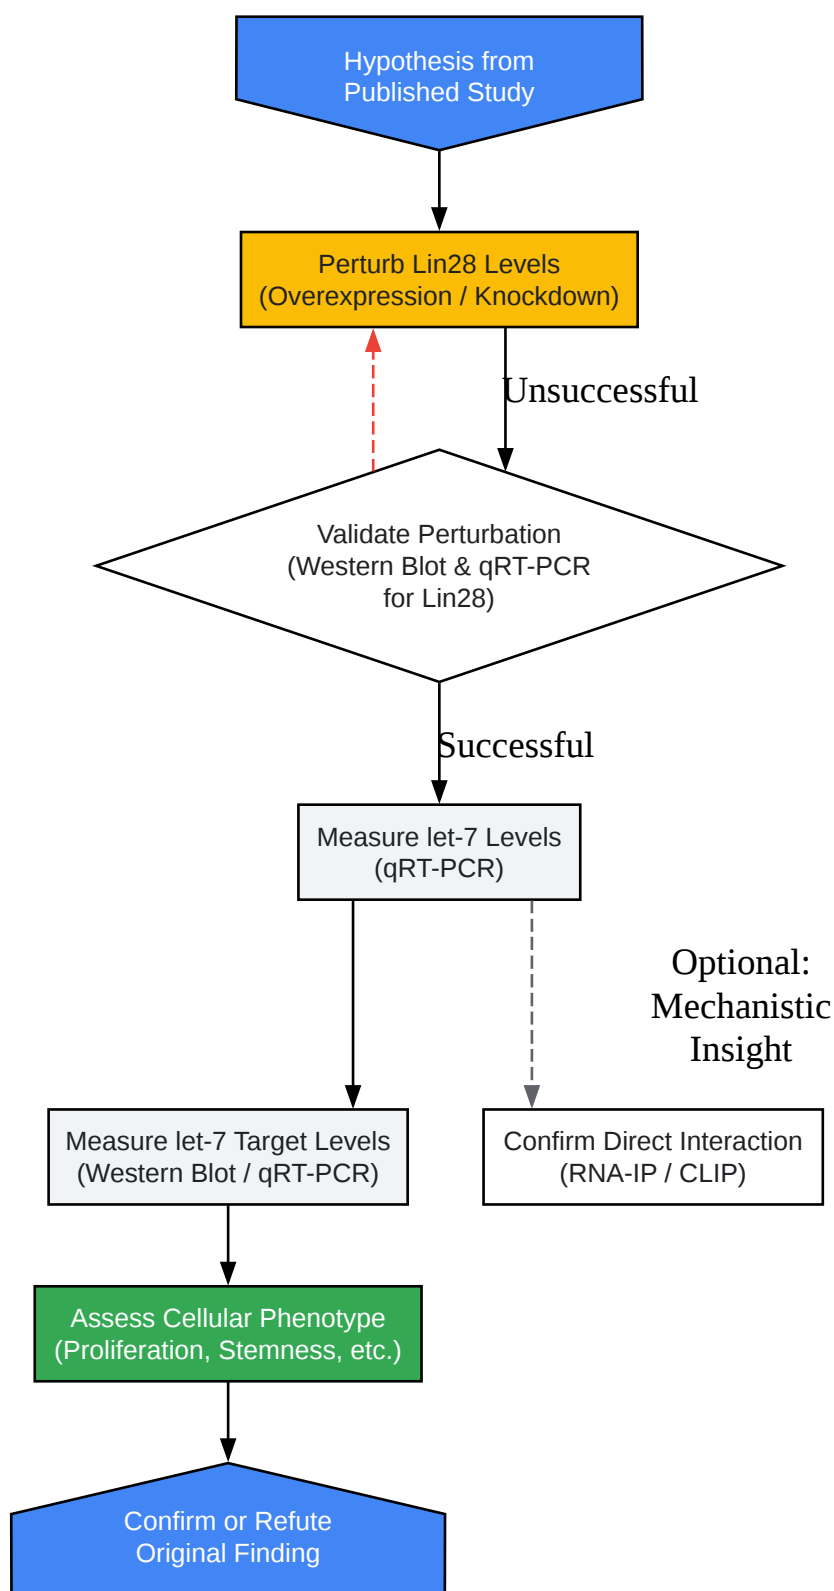 Hypothesis from
Published Study
Perturb Lin28 Levels
(Overexpression / Knockdown)
Unsuccessful
Validate Perturbation
(Western Blot & qRT-PCR
for Lin28)
Successful
Measure let-7 Levels
(qRT-PCR)
Optional:
Mechanistic
Insight
Measure let-7 Target Levels
(Western Blot / qRT-PCR)
Confirm Direct Interaction
(RNA-IP / CLIP)
Assess Cellular Phenotype
(Proliferation, Stemness, etc.)
Confirm or Refute
Original Finding